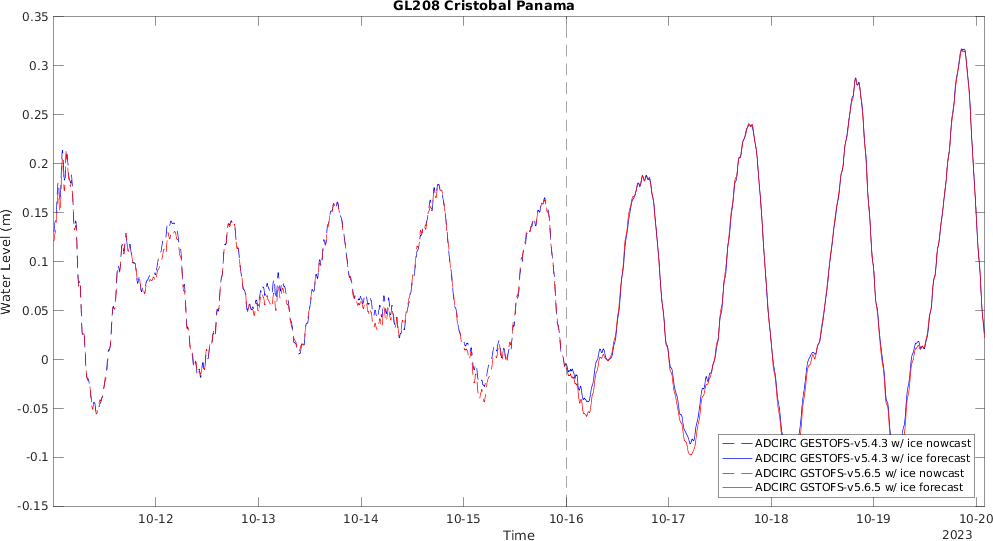 GL208 Cristobal Panama
0.35
0.3
0.25
0.2
0.15
0.1
0.05
0
-0.05
-0.1
-0.15
Water Level (m)
ADCIRC GESTOFS-v5.4.3 w/ ice nowcast
ADCIRC GESTOFS-v5.4.3 w/ ice forecast
ADCIRC GSTOFS-v5.6.5 w/ ice nowcast
ADCIRC GSTOFS-v5.6.5 w/ ice forecast
10-12 10-13 10-14 10-15 10-16 10-17 10-18 10-19 10-20
Time
2023